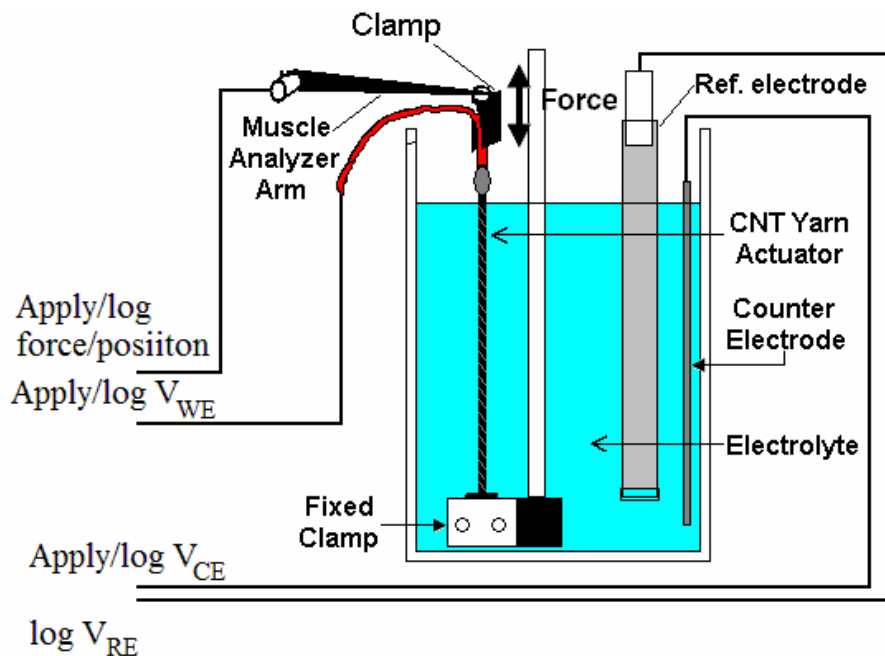 Clamp
Force
Ref. electrode
Muscle
Analyzer
Arm
CNT Yarn
Actuator
Apply/log
force/posiiton
Counter
Electrode
Apply/log V_WE
Electrolyte
Fixed
Clamp
Apply/log V_CE
log V_RE